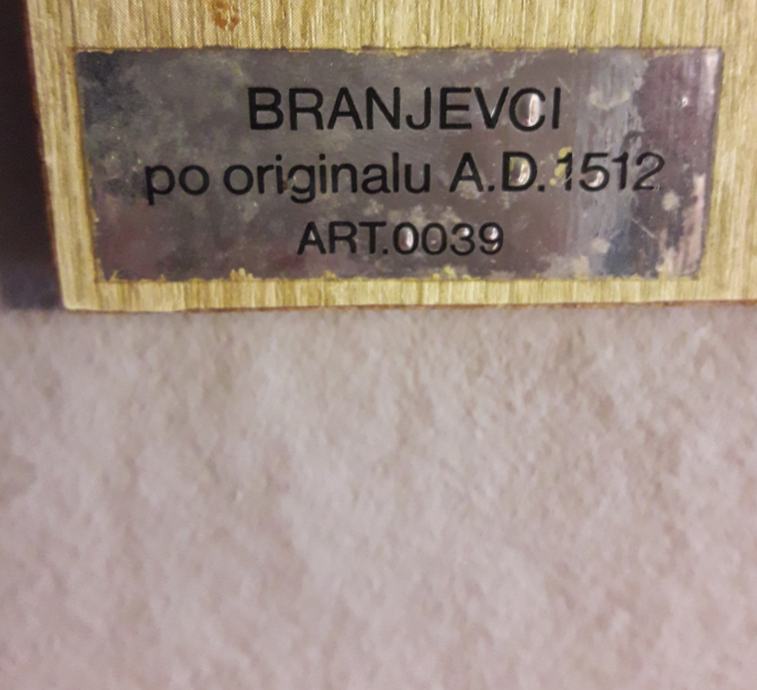 BRANJEVCI
po originalu A.D.1512
ART.0039